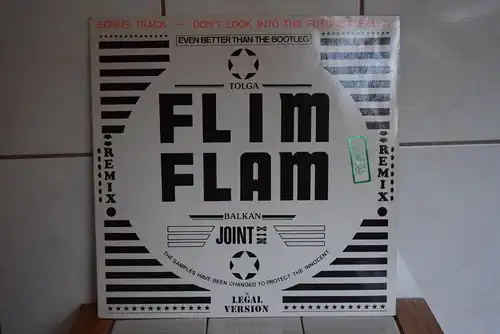 BONUS TRACK — DON'T LOOK INTO THE FUTURE (REMIX)
EVEN BETTER THAN THE BOOTLEG
TOLGA
FLIM
FLAM
REMIX
REMIX
BALKAN
JOINT MIX
THE SAMPLES HAVE BEEN CHANGED TO PROTECT THE INNOCENT.
LEGAL
VERSION